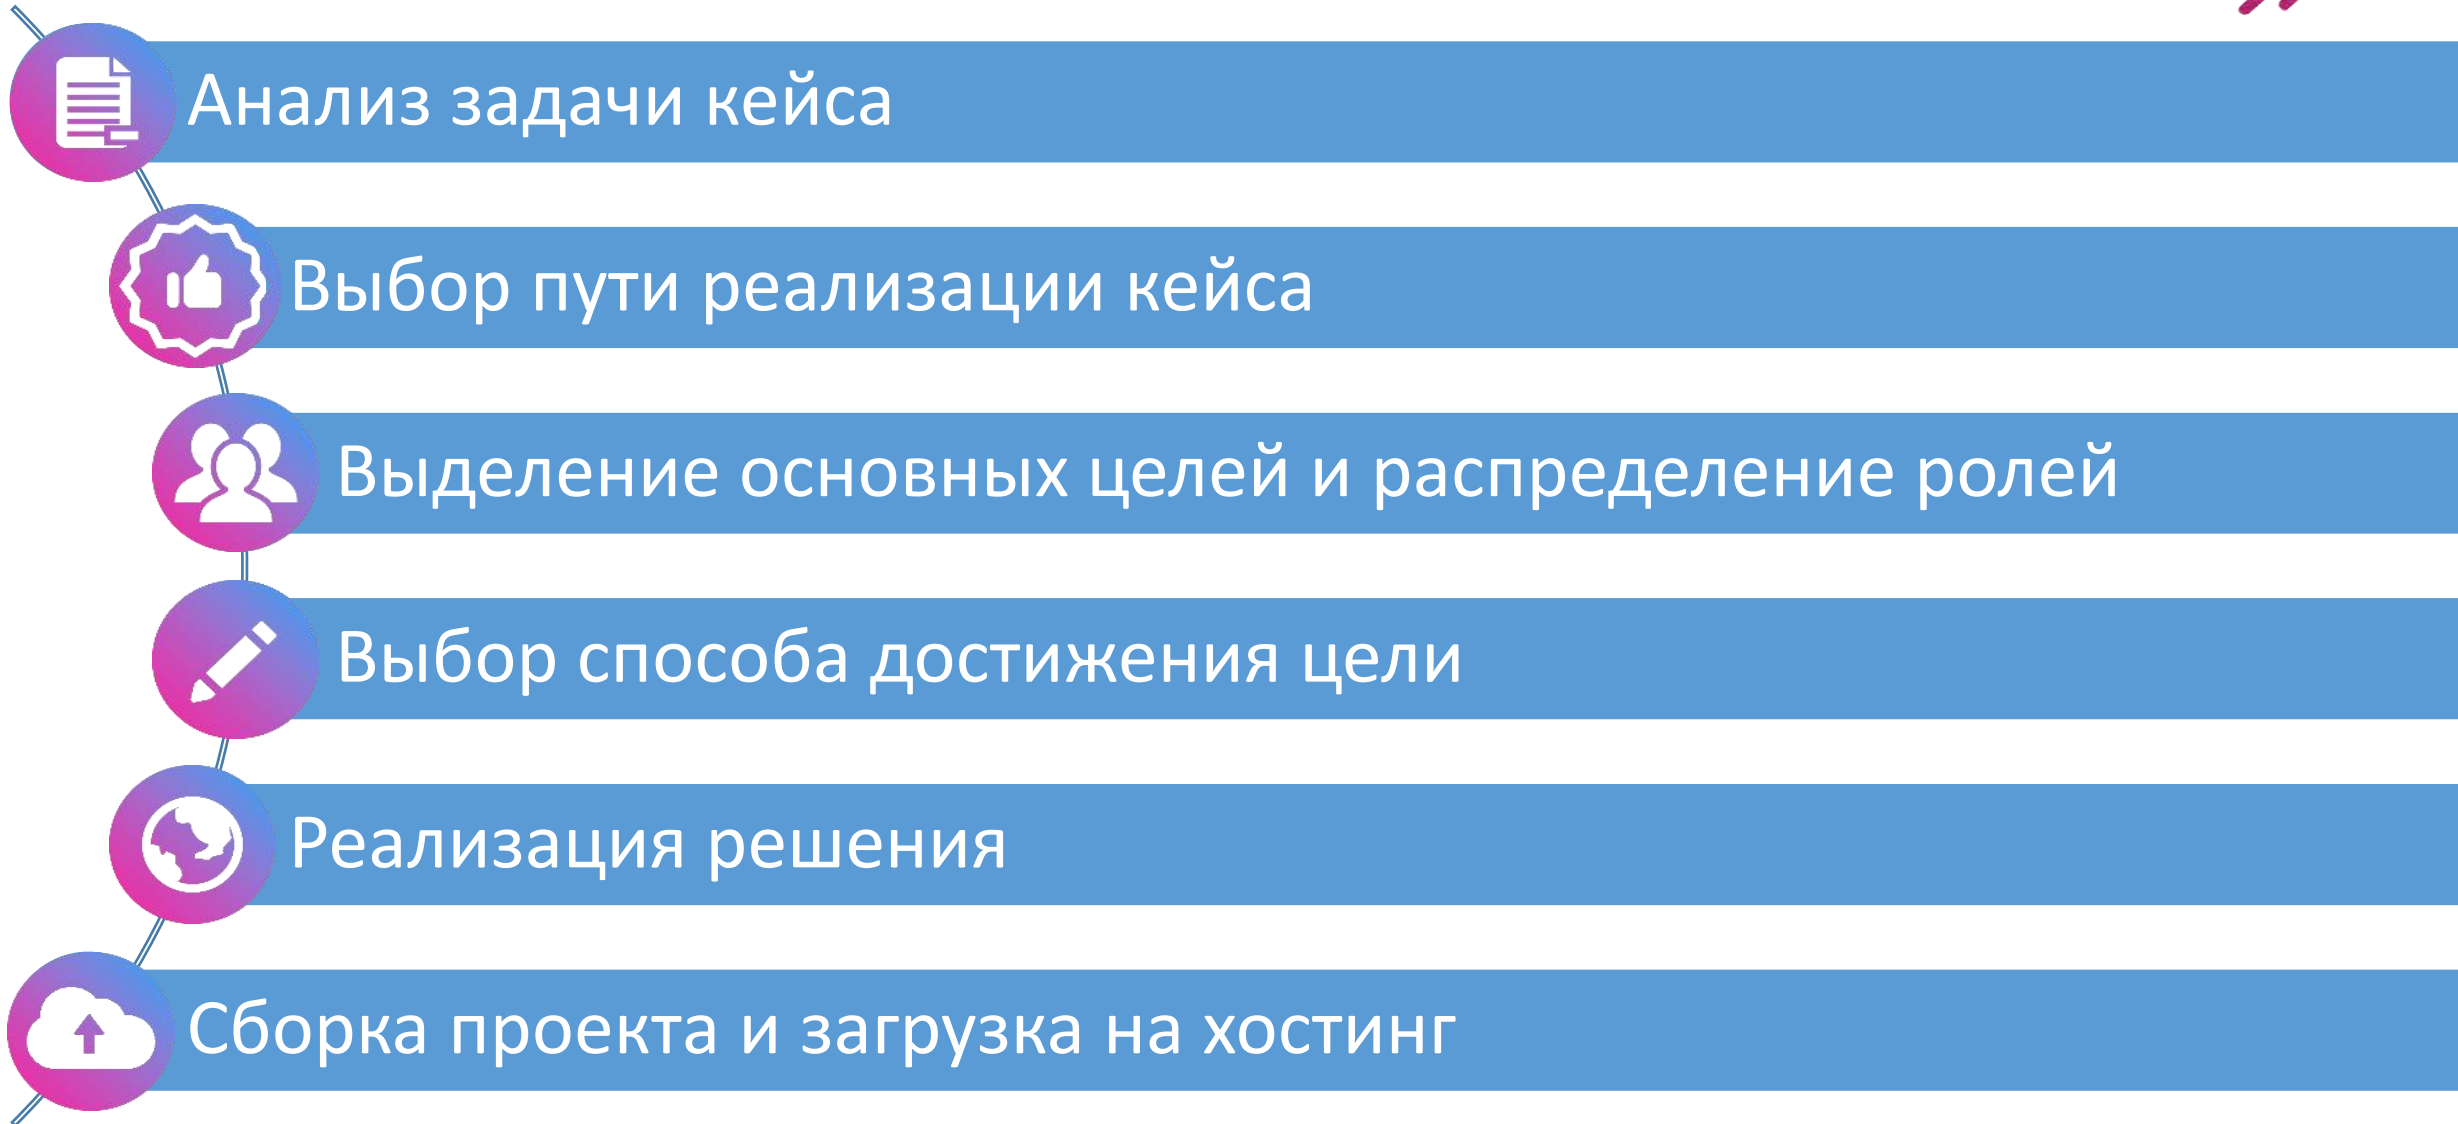 Анализ задачи кейса
Выбор пути реализации кейса
Выделение основных целей и распределение ролей
Выбор способа достижения цели
Реализация решения
Сборка проекта и загрузка на хостинг